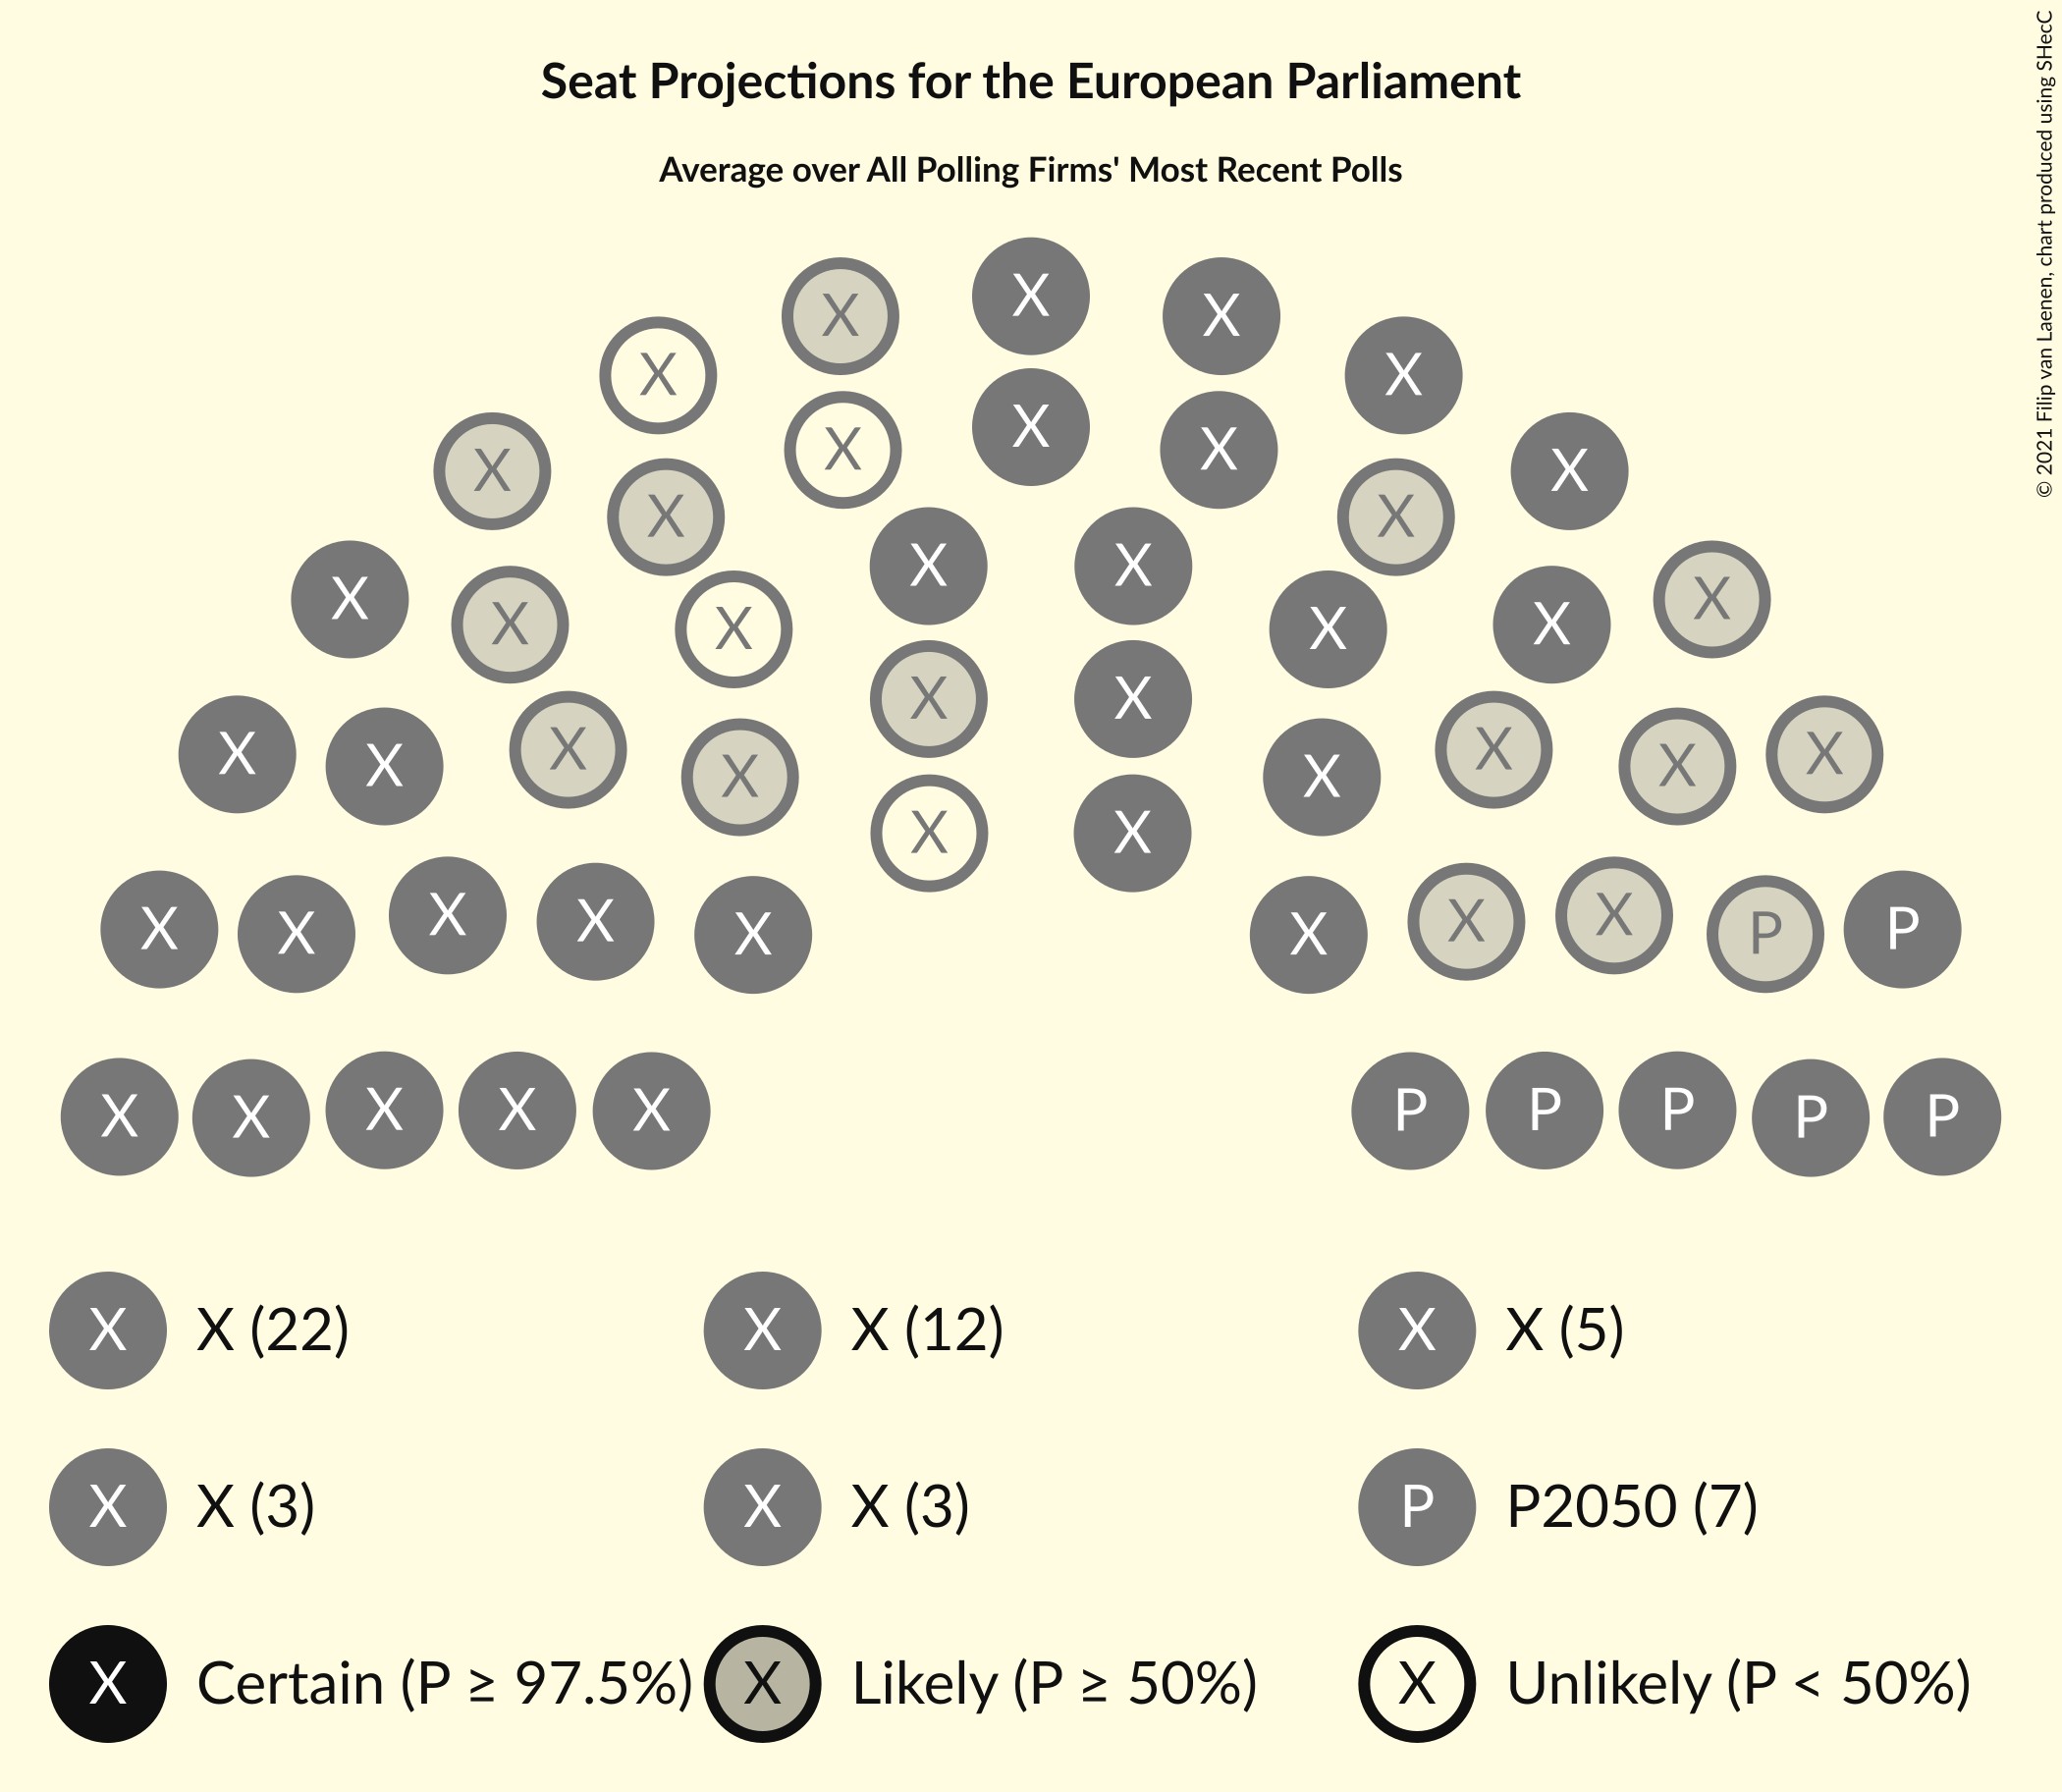 Seat Projections for the European Parliament
Average over All Polling Firms' Most Recent Polls
© 2021 Filip van Laenen, chart produced using SHecC
X X X
X X
X X X X
X X X
X X X X
X X X X X X
X X X X X X X X
X X X X
X X X X X X X X P P
X X X X X P P P P P
X X (22) X X (12) X X (5)
X X (3) X X (3) P P2050 (7)
X Certain (P ≥ 97.5%) X Likely (P ≥ 50%) X Unlikely (P < 50%)